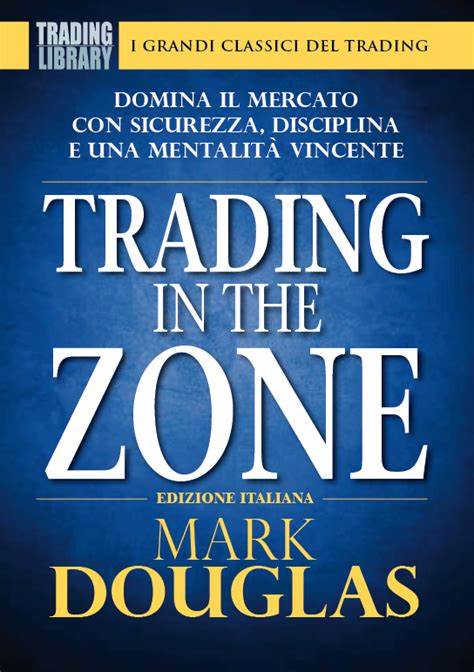 TRADING
LIBRARY
I GRANDI CLASSICI DEL TRADING
DOMINA IL MERCATO
CON SICUREZZA, DISCIPLINA
E UNA MENTALITÀ VINCENTE
TRADING
IN THE
ZONE
EDIZIONE ITALIANA
MARK
DOUGLAS